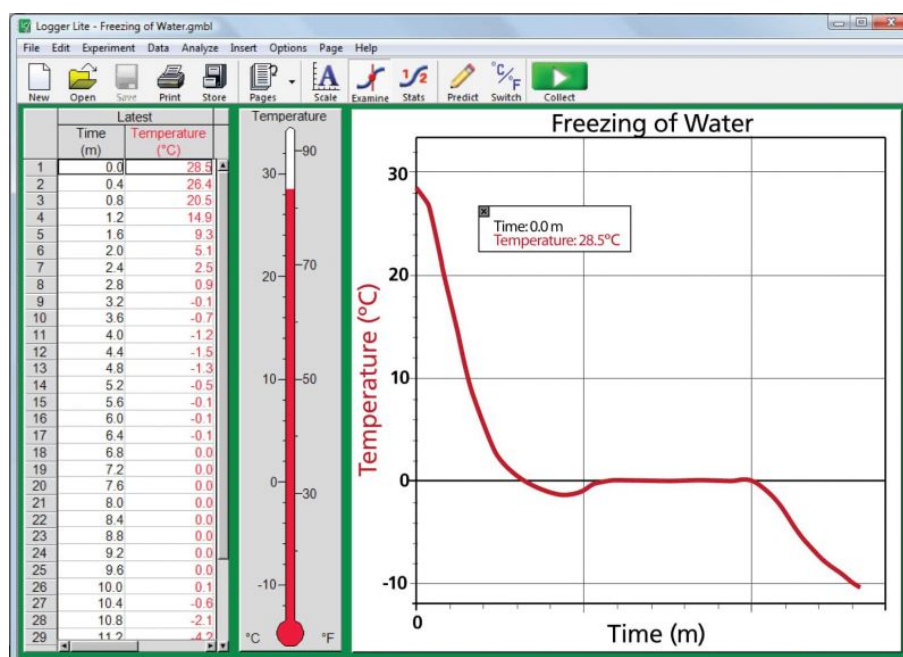 Logger Lite - Freezing of Water.gmbl
File Edit Experiment Data Analyze Insert Options Page Help
°C/°F
New Open Save Print Store Pages Scale Examine Stats Predict Switch Collect
Latest
Time Temperature
(m) (°C)
1 0.0 28.5
2 0.4 26.4
3 0.8 20.5
4 1.2 14.9
5 1.6 9.3
6 2.0 5.1
7 2.4 2.5
8 2.8 0.9
9 3.2 -0.1
10 3.6 -0.7
11 4.0 -1.2
12 4.4 -1.5
13 4.8 -1.3
14 5.2 -0.5
15 5.6 -0.1
16 6.0 -0.1
17 6.4 -0.1
18 6.8 0.0
19 7.2 0.0
20 7.6 0.0
21 8.0 0.0
22 8.4 0.0
23 8.8 0.0
24 9.2 0.0
25 9.6 0.0
26 10.0 0.1
27 10.4 -0.6
28 10.8 -2.1
29 11.2 -4.2
Temperature
90
30
70
20
10 50
0 30
-10
°C °F
Freezing of Water
Time: 0.0 m
Temperature: 28.5°C
Temperature (°C)
30
20
10
0
-10
0
Time (m)